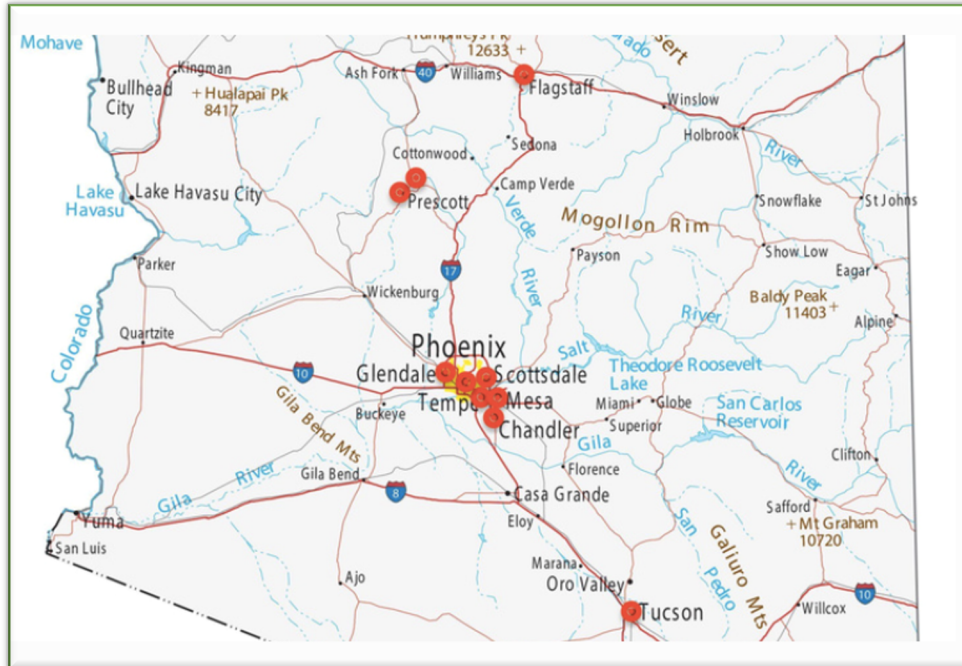 Mohave
Humphreys Pk
12633
Kingman
Ash Fork
40
Williams
Flagstaff
Bullhead
City
Hualapai Pk
8417
Winslow
Holbrook
River
Cottonwood
Sedona
Camp Verde
Lake
Havasu
Lake Havasu City
Prescott
Verde
River
Mogollon Rim
Snowflake
St Johns
Parker
17
Payson
Show Low
Eagar
Wickenburg
Baldy Peak
11403
Alpine
Colorado
Quartzite
River
Salt
Phoenix
Glendale
Scottsdale
Theodore Roosevelt
Lake
10
Mesa
Miami
Globe
San Carlos
Reservoir
Buckeye
Chandler
Superior
Gila Bend Mts
Gila
River
Clifton
Gila Bend
Florence
Gila
River
8
Casa Grande
Safford
Mt Graham
10720
Yuma
Eloy
San
Pedro
Galiuro Mts
San Luis
Marana
Oro Valley
Ajo
10
Willcox
Tucson